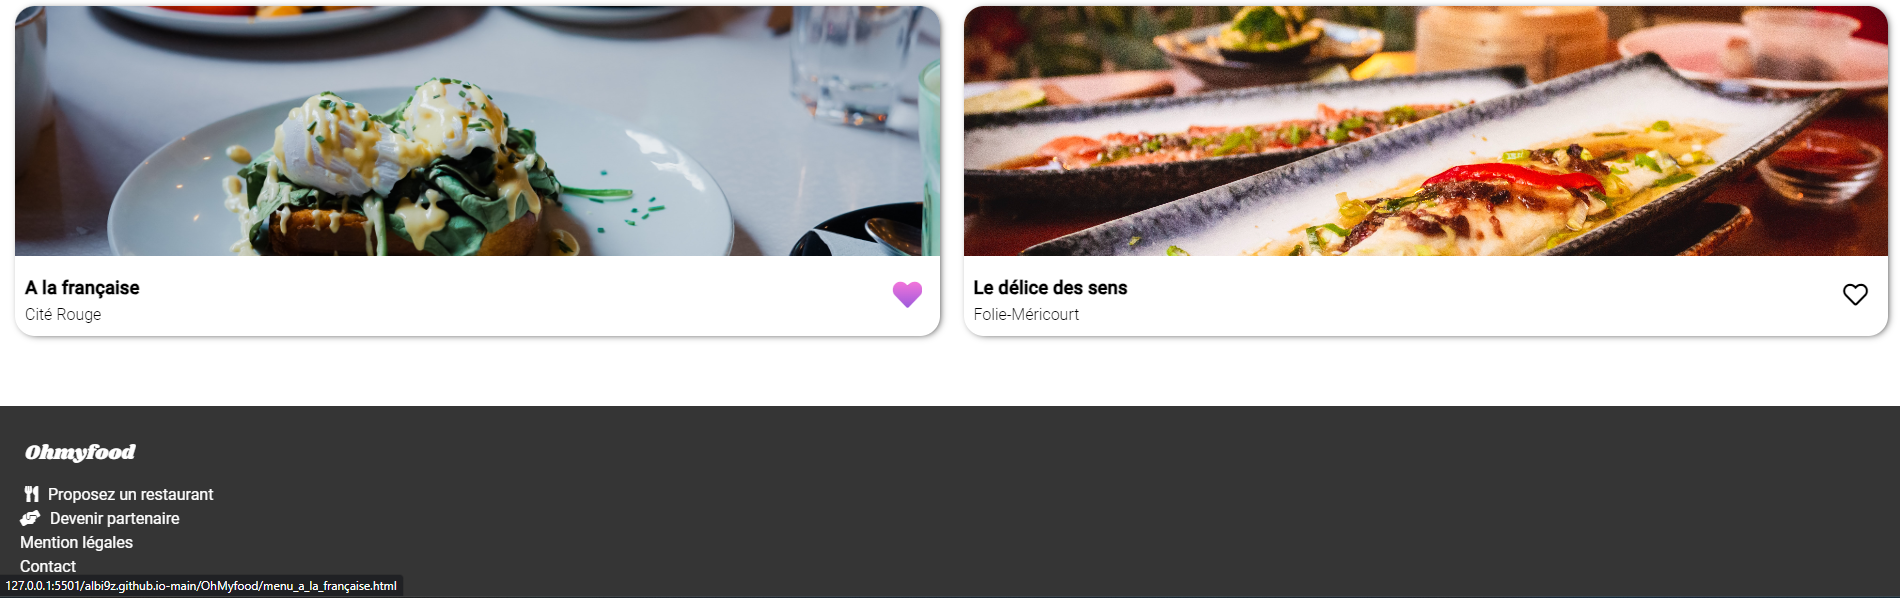 A la française
Cité Rouge
Le délice des sens
Folie-Méricourt
Ohmyfood
Proposez un restaurant
Devenir partenaire
Mention légales
Contact
127.0.0.1:5501/albi9z.github.io-main/OhMyfood/menu_a_la_française.html